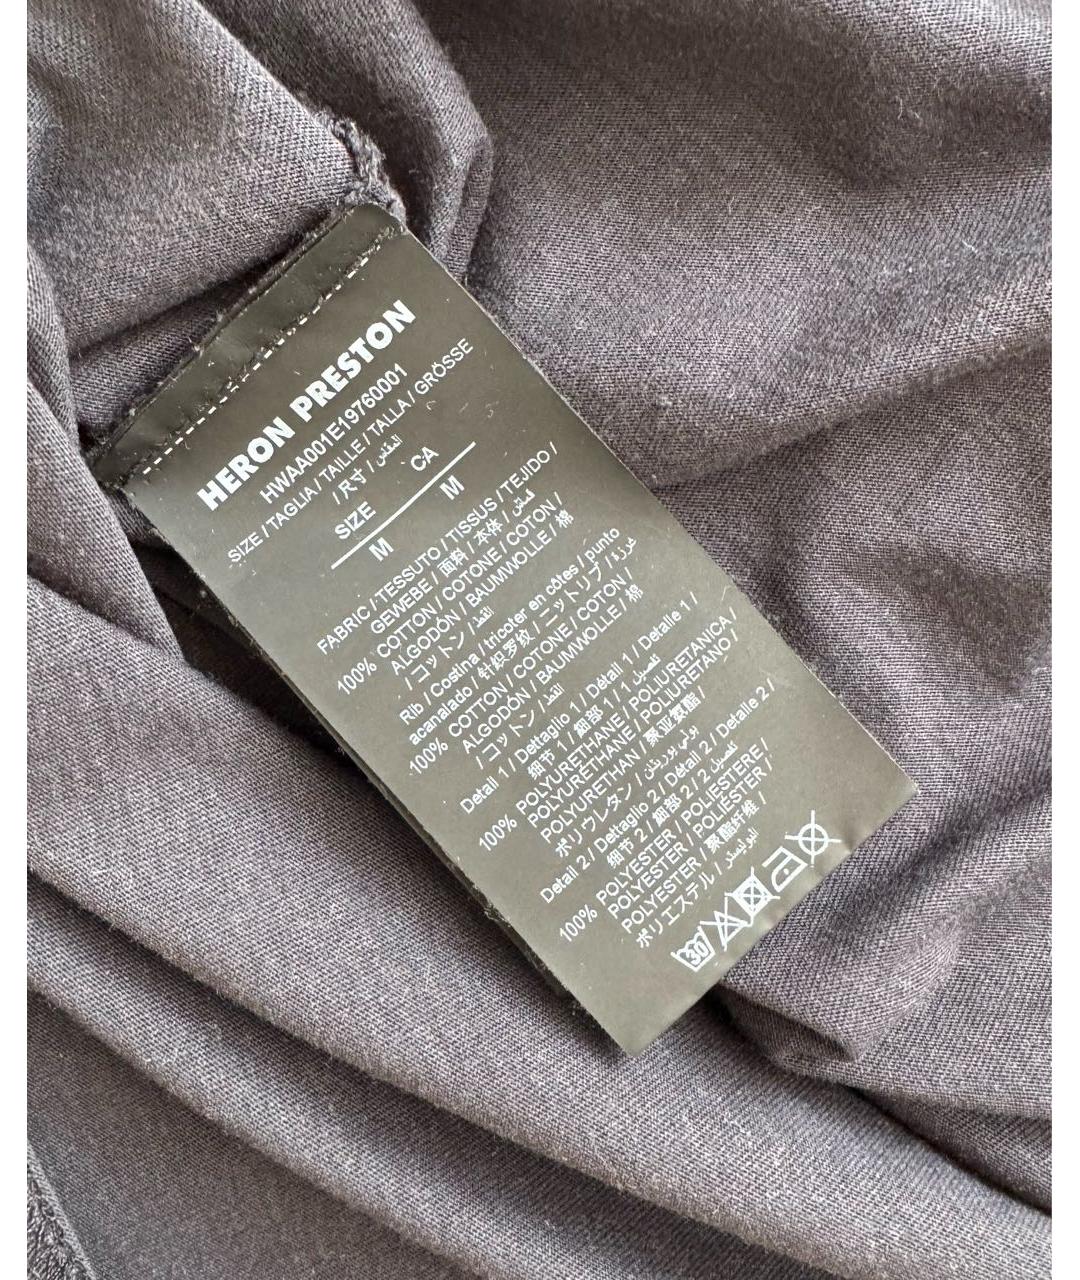 HERON PRESTON
HWAA001E19760001
SIZE / TAGLIA / TAILLE / TALLA / GRÖSSE
/ 尺寸 / المقاس
SIZE CA
M M
FABRIC / TESSUTO / TISSUS / TEJIDO /
GEWEBE / 面料 / 本体 / قماش
100% COTTON / COTONE / COTON /
ALGODÓN / BAUMWOLLE / 棉
/ コットン / القطن
Rib / Costina / tricoter en côtes / punto
acanalado / 针织罗纹 / ニットリブ / غرزة
100% COTTON / COTONE / COTON /
ALGODÓN / BAUMWOLLE / 棉
/ コットン / القطن
Detail 1 / Dettaglio 1 / Détail 1 / Detalle 1 /
细节 1 / 細部 1 / تفصيل 1
100% POLYURETHANE / POLIURETANICA /
POLYURÉTHANE / POLIURETANO /
POLYURETHAN / 聚亚氨酯 /
ポリウレタン / بولي يوريثان
Detail 2 / Dettaglio 2 / Détail 2 / Detalle 2 /
细节 2 / 細部 2 / تفصيل 2
100% POLYESTER / POLIESTERE /
POLYESTER / POLIÉSTER /
POLYESTER / 聚酯纤维 /
ポリエステル / البوليستر
30